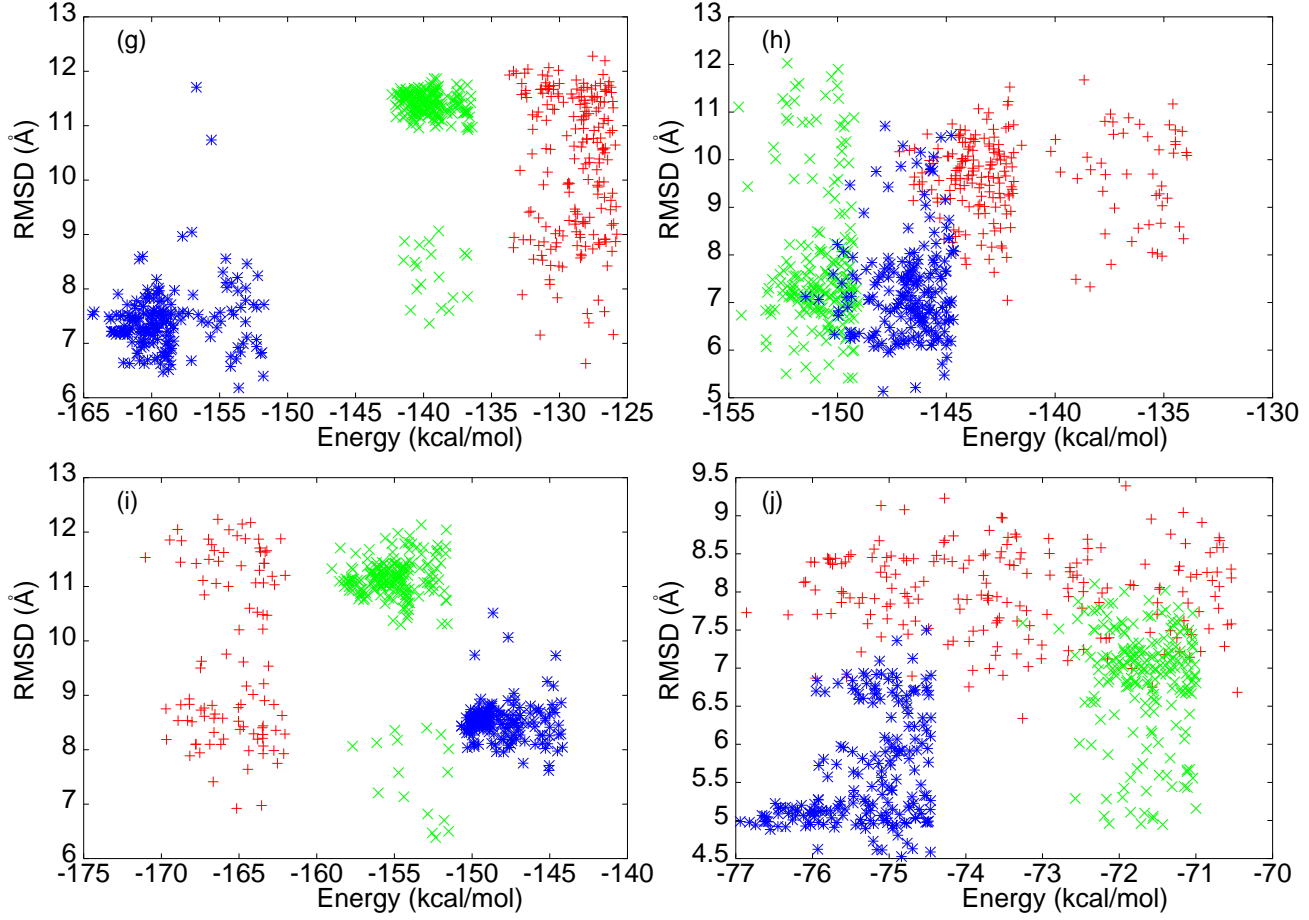 (g)
RMSD (Å)
13
12
11
10
9
8
7
6
-165 -160 -155 -150 -145 -140 -135 -130 -125
Energy (kcal/mol)
(h)
RMSD (Å)
13
12
11
10
9
8
7
6
5
-155 -150 -145 -140 -135 -130
Energy (kcal/mol)
(i)
RMSD (Å)
13
12
11
10
9
8
7
6
-175 -170 -165 -160 -155 -150 -145 -140
Energy (kcal/mol)
(j)
RMSD (Å)
9.5
9
8.5
8
7.5
7
6.5
6
5.5
5
4.5
-77 -76 -75 -74 -73 -72 -71 -70
Energy (kcal/mol)